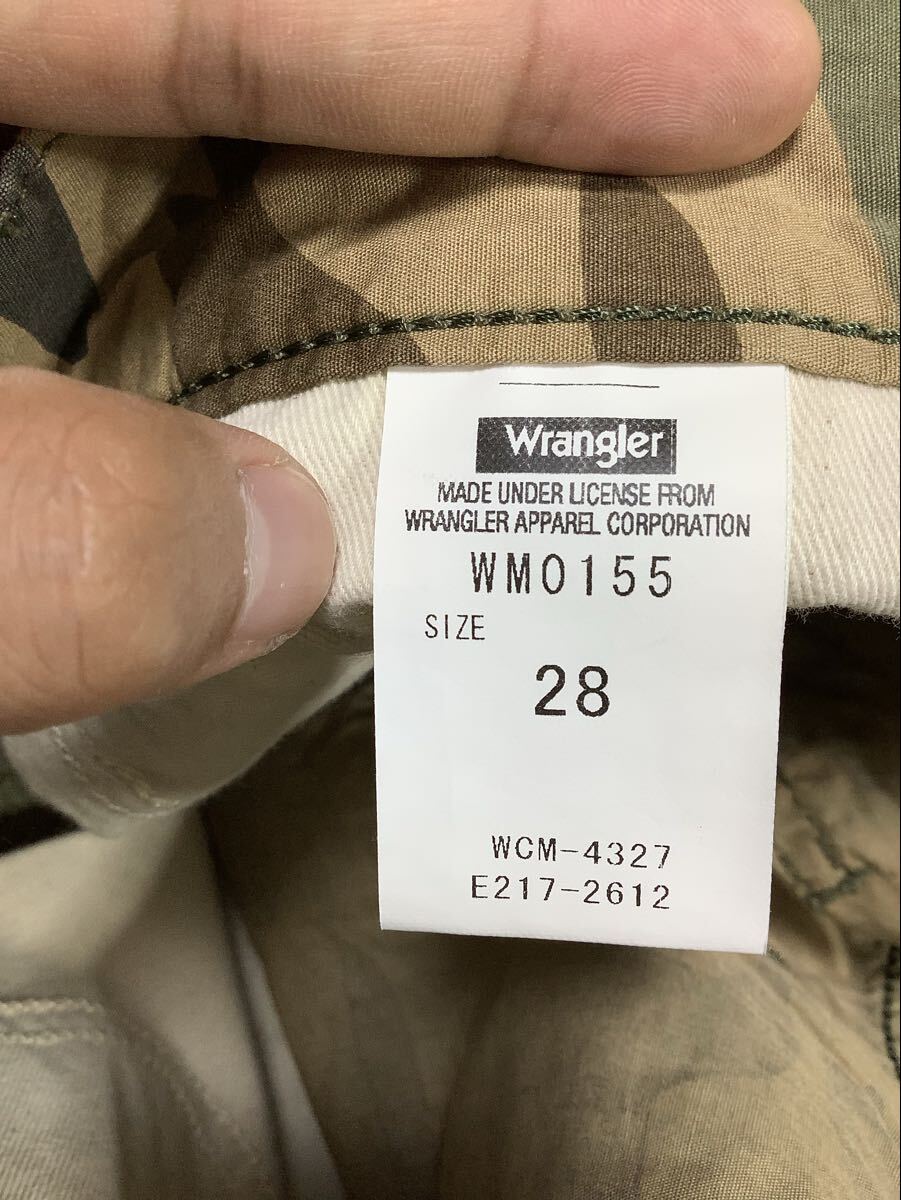 Wrangler
MADE UNDER LICENSE FROM
WRANGLER APPAREL CORPORATION
WM0155
SIZE
28
WCM-4327
E217-2612